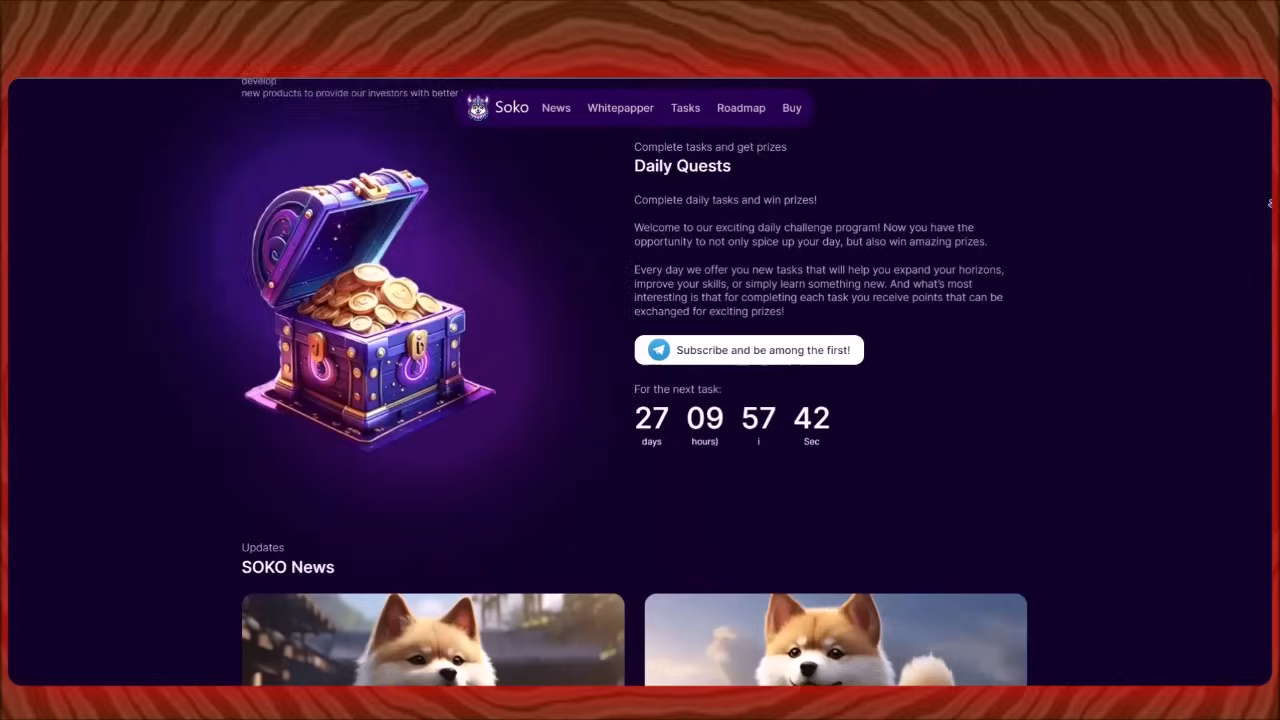 develop
new products to provide our investors with better
Soko News Whitepapper Tasks Roadmap Buy
Complete tasks and get prizes
Daily Quests
Complete daily tasks and win prizes!
Welcome to our exciting daily challenge program! Now you have the
opportunity to not only spice up your day, but also win amazing prizes.
Every day we offer you new tasks that will help you expand your horizons,
improve your skills, or simply learn something new. And what's most
interesting is that for completing each task you receive points that can be
exchanged for exciting prizes!
Subscribe and be among the first!
For the next task:
27 09 57 42
days hours) i Sec
Updates
SOKO News